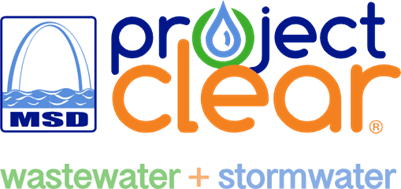 MSD
project
clear®
wastewater + stormwater